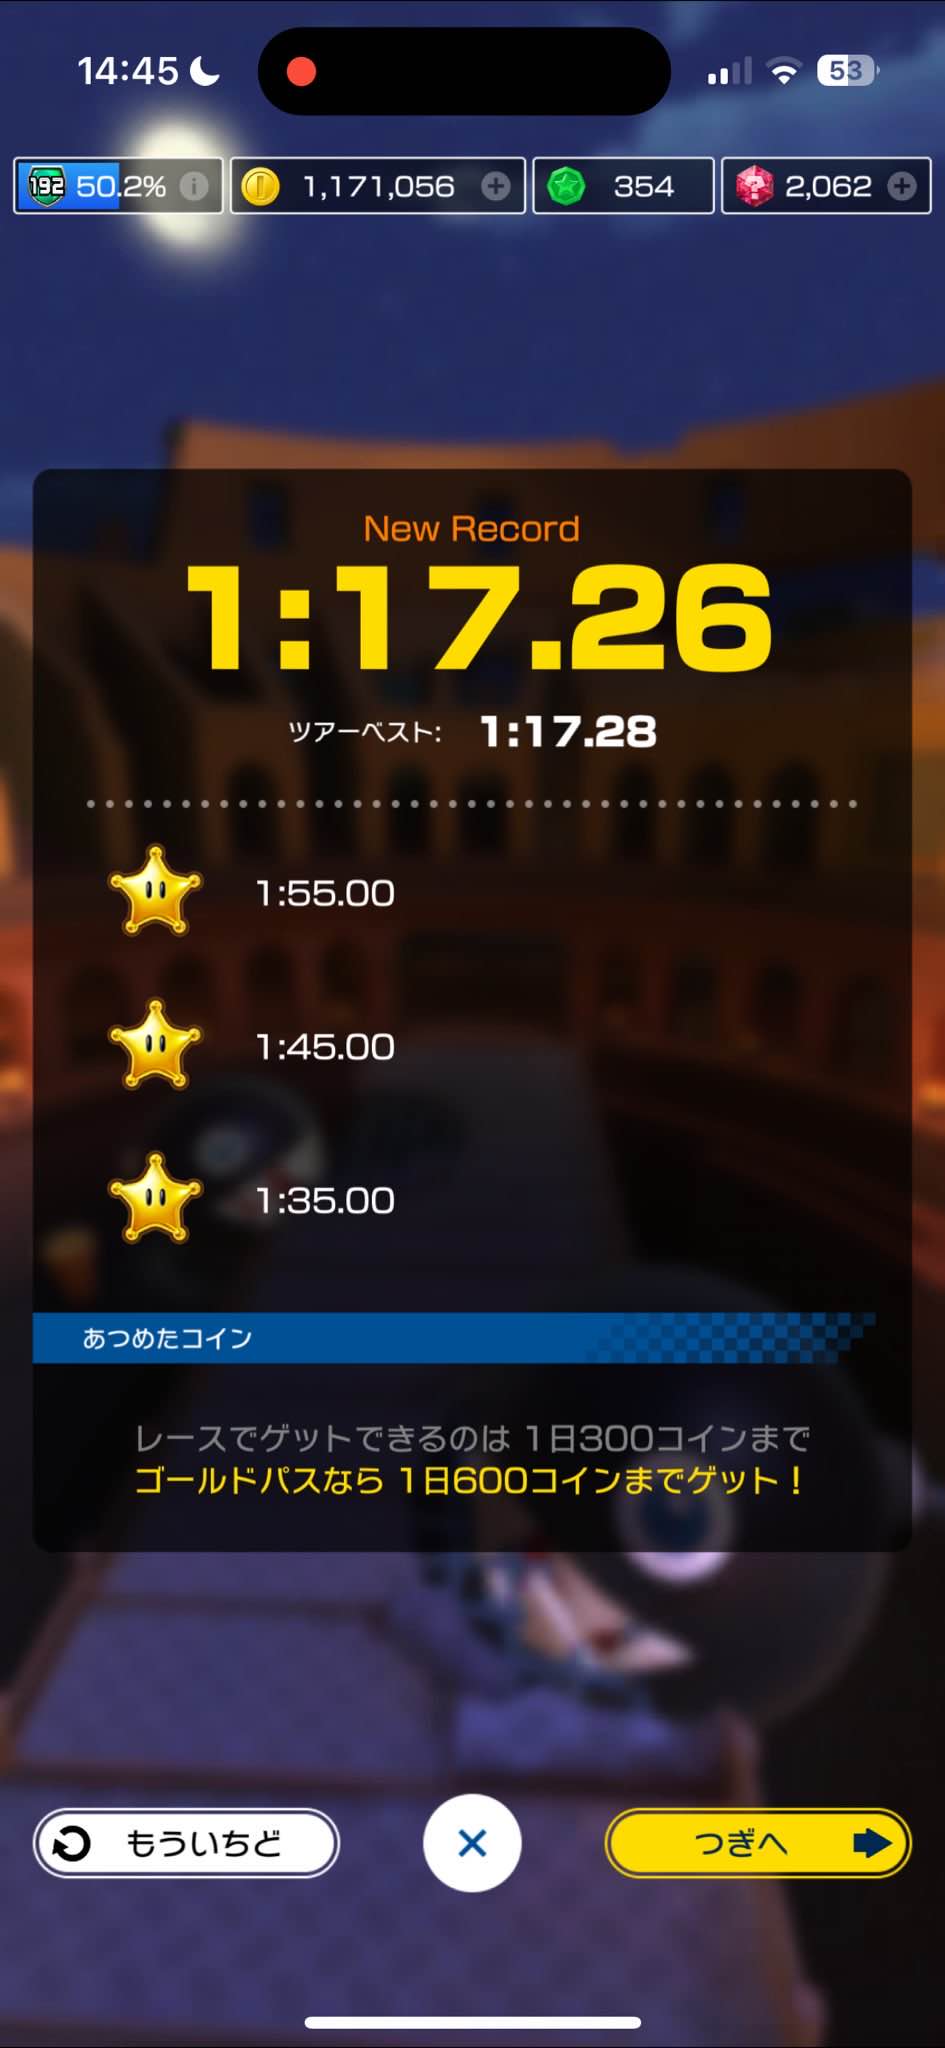 14:45
53
192 50.2% i
1,171,056 +
354
2,062 +
New Record
1:17.26
ツアーベスト: 1:17.28
1:55.00
1:45.00
1:35.00
あつめたコイン
レースでゲットできるのは 1日300コインまで
ゴールドパスなら 1日600コインまでゲット！
もういちど
×
つぎへ